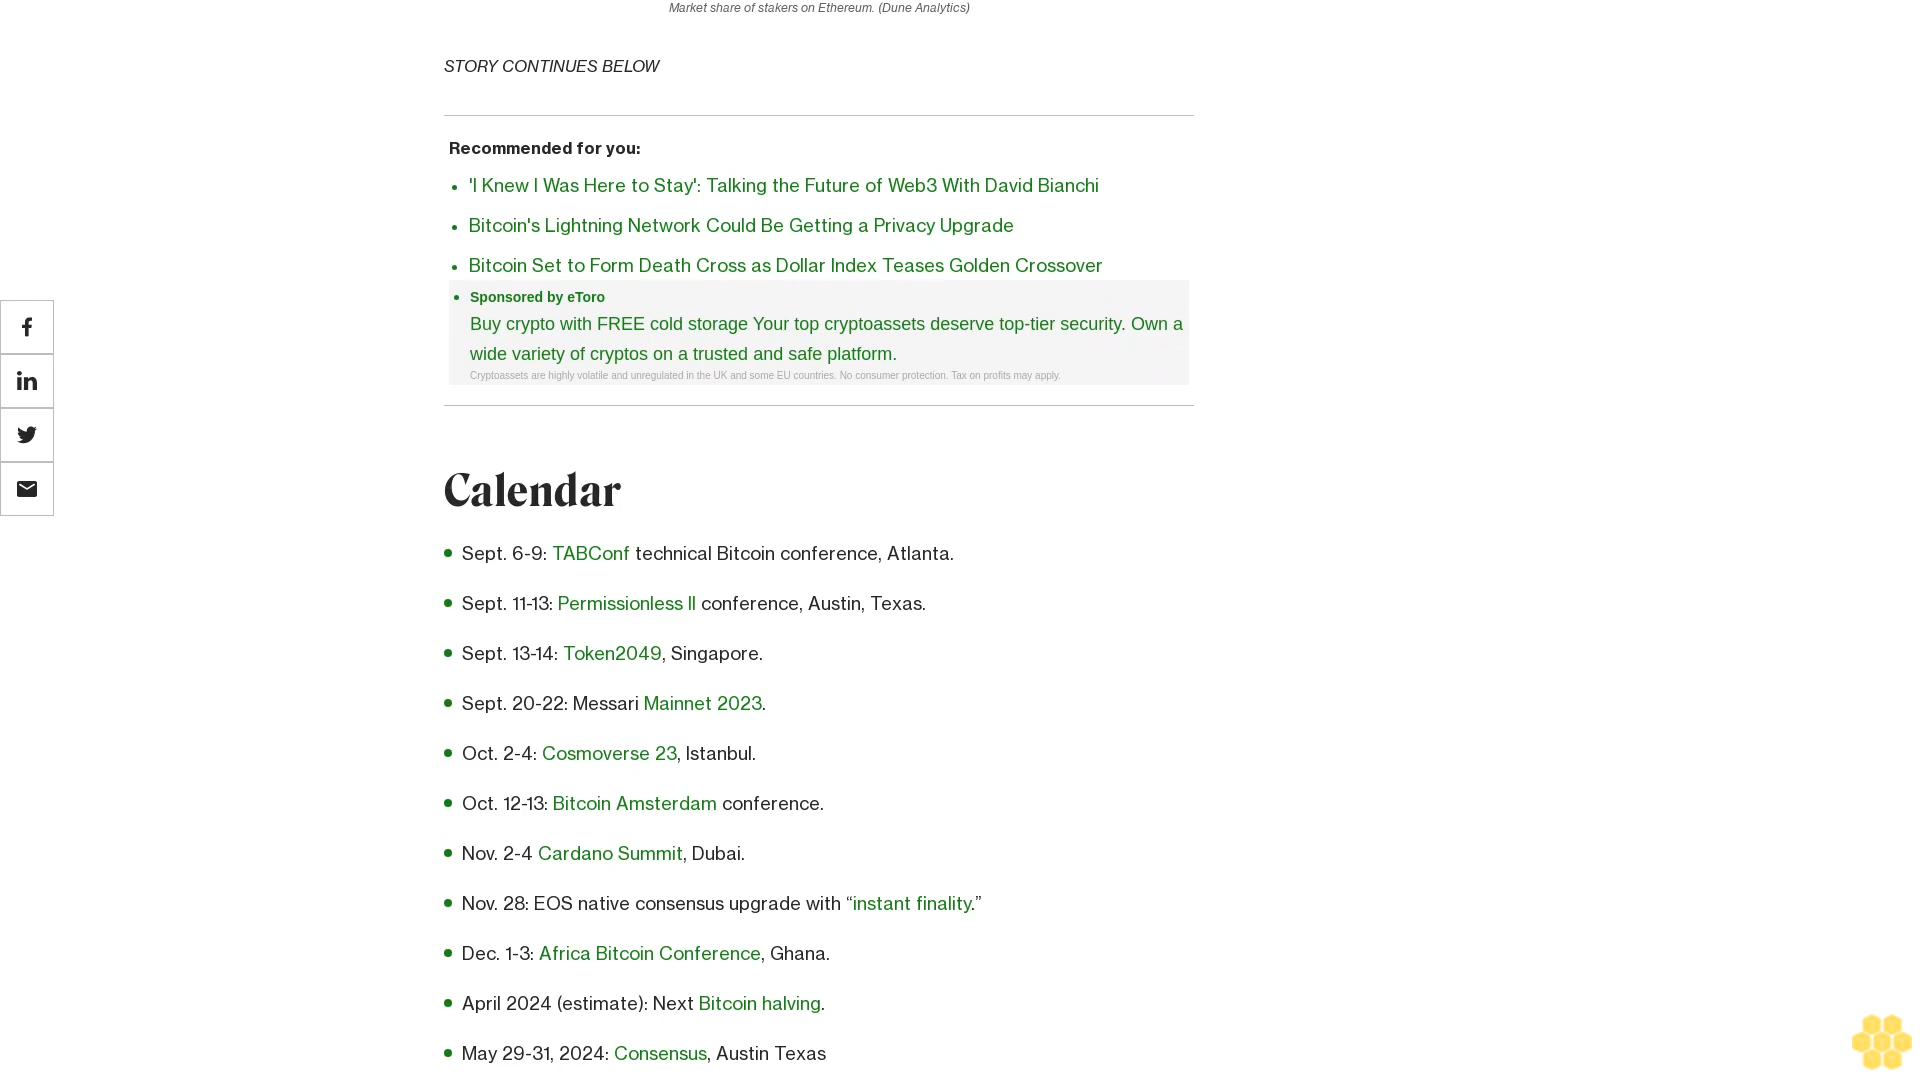 Market share of stakers on Ethereum. (Dune Analytics)
STORY CONTINUES BELOW
Recommended for you:
'I Knew I Was Here to Stay': Talking the Future of Web3 With David Bianchi
Bitcoin's Lightning Network Could Be Getting a Privacy Upgrade
Bitcoin Set to Form Death Cross as Dollar Index Teases Golden Crossover
Sponsored by eToro
Buy crypto with FREE cold storage Your top cryptoassets deserve top-tier security. Own a
wide variety of cryptos on a trusted and safe platform.
Cryptoassets are highly volatile and unregulated in the UK and some EU countries. No consumer protection. Tax on profits may apply.
Calendar
Sept. 6-9: TABConf technical Bitcoin conference, Atlanta.
Sept. 11-13: Permissionless II conference, Austin, Texas.
Sept. 13-14: Token2049, Singapore.
Sept. 20-22: Messari Mainnet 2023.
Oct. 2-4: Cosmoverse 23, Istanbul.
Oct. 12-13: Bitcoin Amsterdam conference.
Nov. 2-4 Cardano Summit, Dubai.
Nov. 28: EOS native consensus upgrade with “instant finality.”
Dec. 1-3: Africa Bitcoin Conference, Ghana.
April 2024 (estimate): Next Bitcoin halving.
May 29-31, 2024: Consensus, Austin Texas